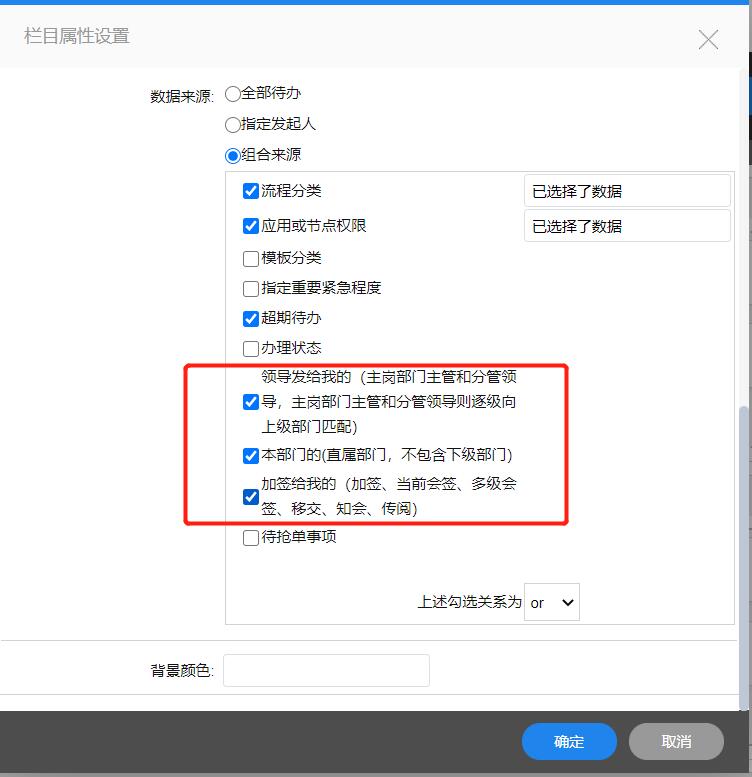 栏目属性设置
数据来源:
全部待办
指定发起人
组合来源
流程分类
已选择了数据
应用或节点权限
已选择了数据
模板分类
指定重要紧急程度
超期待办
办理状态
领导发给我的（主岗部门主管和分管领
导，主岗部门主管和分管领导则逐级向
上级部门匹配）
本部门的(直属部门，不包含下级部门)
加签给我的（加签、当前会签、多级会
签、移交、知会、传阅）
待抢单事项
上述勾选关系为 or
背景颜色:
确定
取消